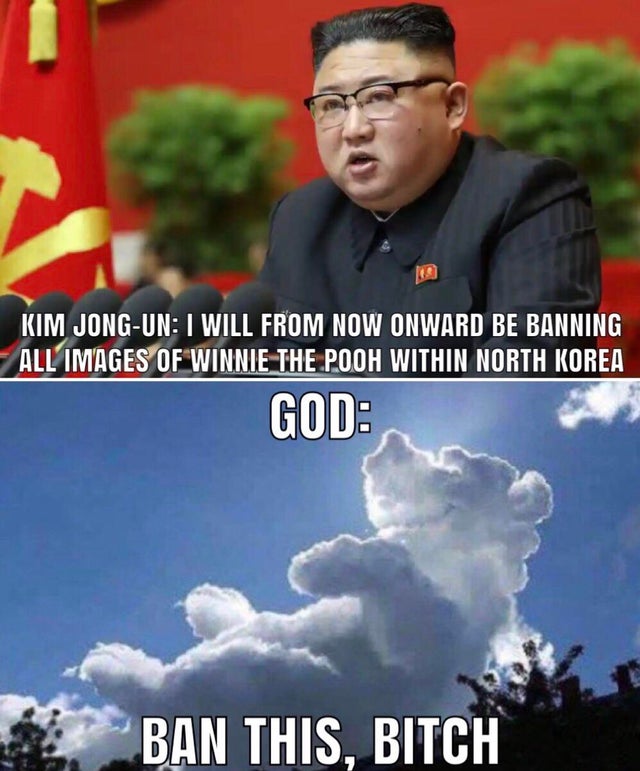 KIM JONG-UN: I WILL FROM NOW ONWARD BE BANNING
ALL IMAGES OF WINNIE THE POOH WITHIN NORTH KOREA
GOD:
BAN THIS, BITCH